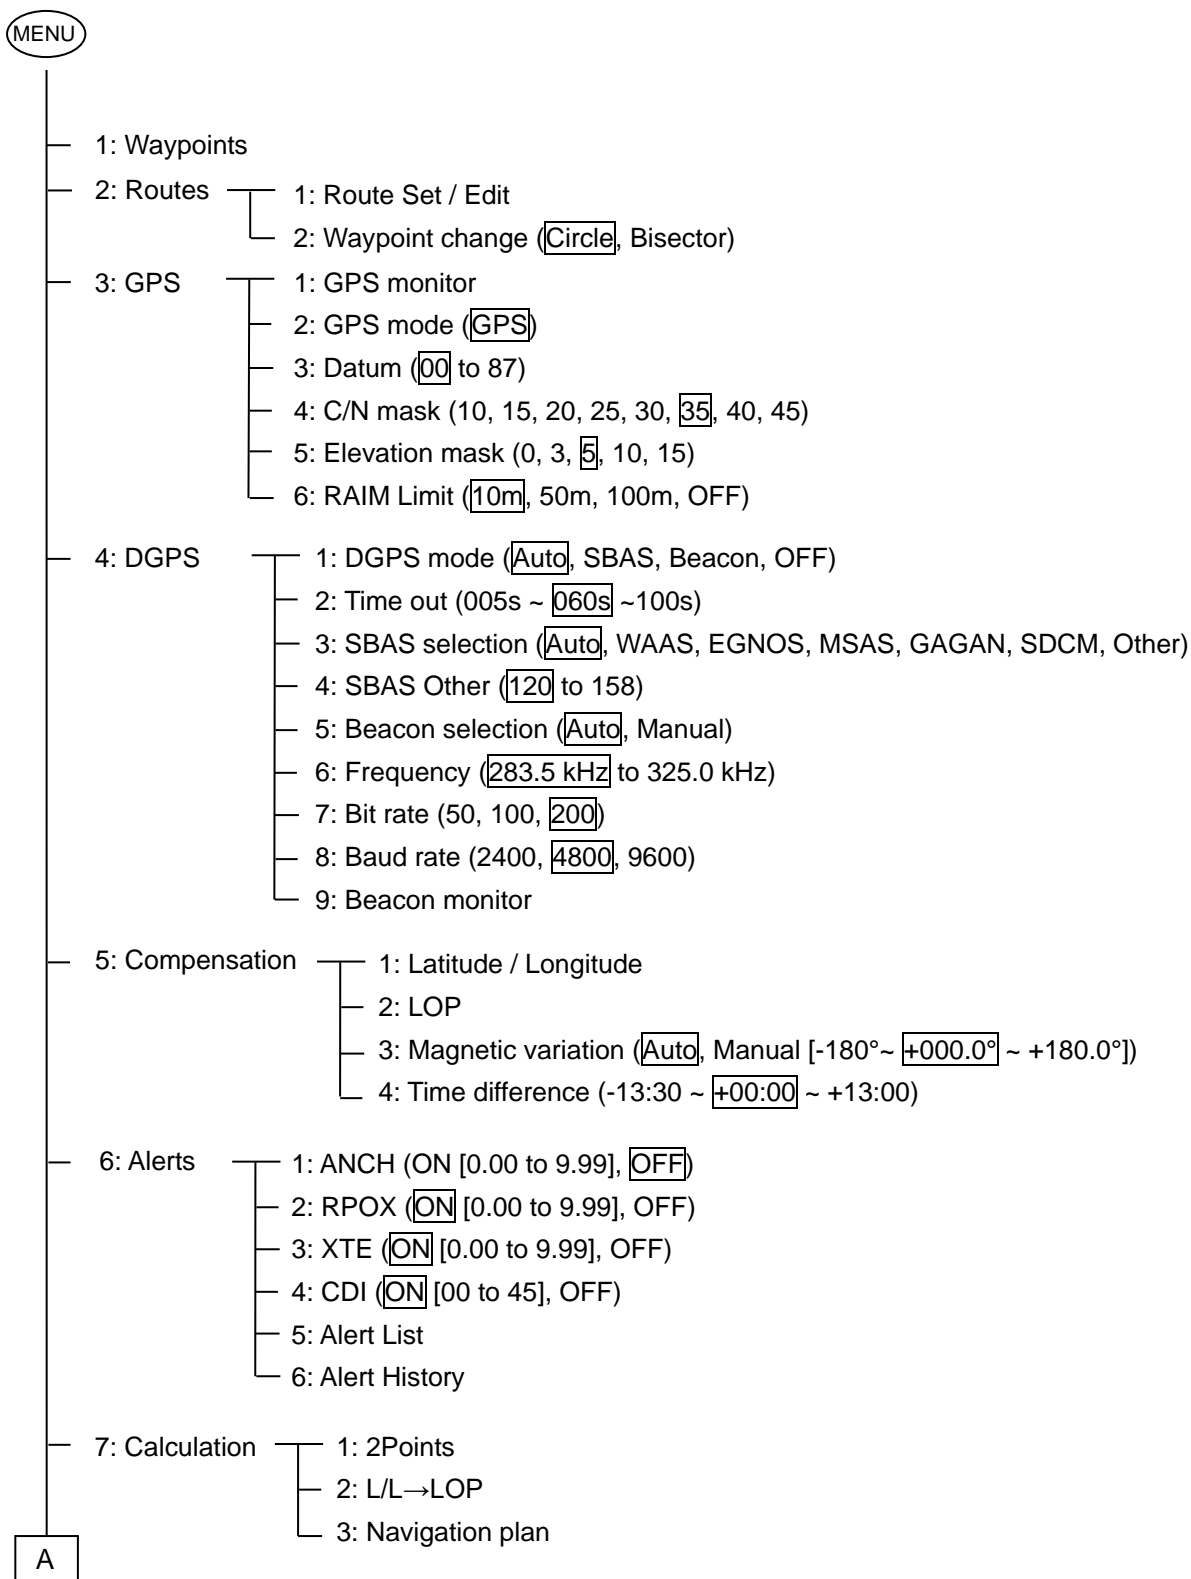 MENU
1: Waypoints
2: Routes
1: Route Set / Edit
2: Waypoint change (Circle, Bisector)
3: GPS
1: GPS monitor
2: GPS mode (GPS)
3: Datum (00 to 87)
4: C/N mask (10, 15, 20, 25, 30, 35, 40, 45)
5: Elevation mask (0, 3, 5, 10, 15)
6: RAIM Limit (10m, 50m, 100m, OFF)
4: DGPS
1: DGPS mode (Auto, SBAS, Beacon, OFF)
2: Time out (005s ~ 060s ~100s)
3: SBAS selection (Auto, WAAS, EGNOS, MSAS, GAGAN, SDCM, Other)
4: SBAS Other (120 to 158)
5: Beacon selection (Auto, Manual)
6: Frequency (283.5 kHz to 325.0 kHz)
7: Bit rate (50, 100, 200)
8: Baud rate (2400, 4800, 9600)
9: Beacon monitor
5: Compensation
1: Latitude / Longitude
2: LOP
3: Magnetic variation (Auto, Manual [-180°~ +000.0° ~ +180.0°])
4: Time difference (-13:30 ~ +00:00 ~ +13:00)
6: Alerts
1: ANCH (ON [0.00 to 9.99], OFF)
2: RPOX (ON [0.00 to 9.99], OFF)
3: XTE (ON [0.00 to 9.99], OFF)
4: CDI (ON [00 to 45], OFF)
5: Alert List
6: Alert History
7: Calculation
1: 2Points
2: L/L→LOP
3: Navigation plan
A